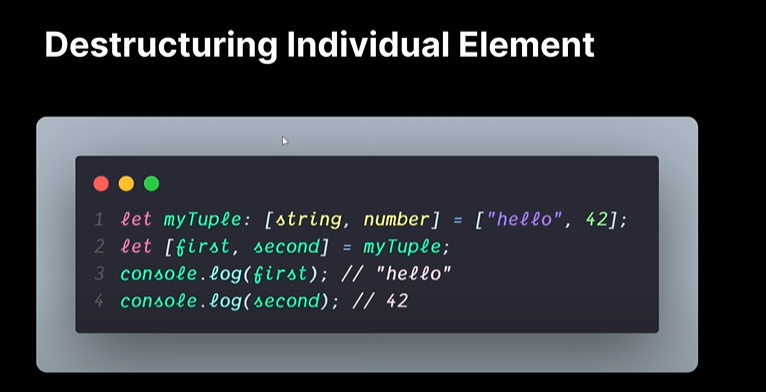 Destructuring Individual Element
1 let myTuple: [string, number] = ["hello", 42];
2 let [first, second] = myTuple;
3 console.log(first); // "hello"
4 console.log(second); // 42